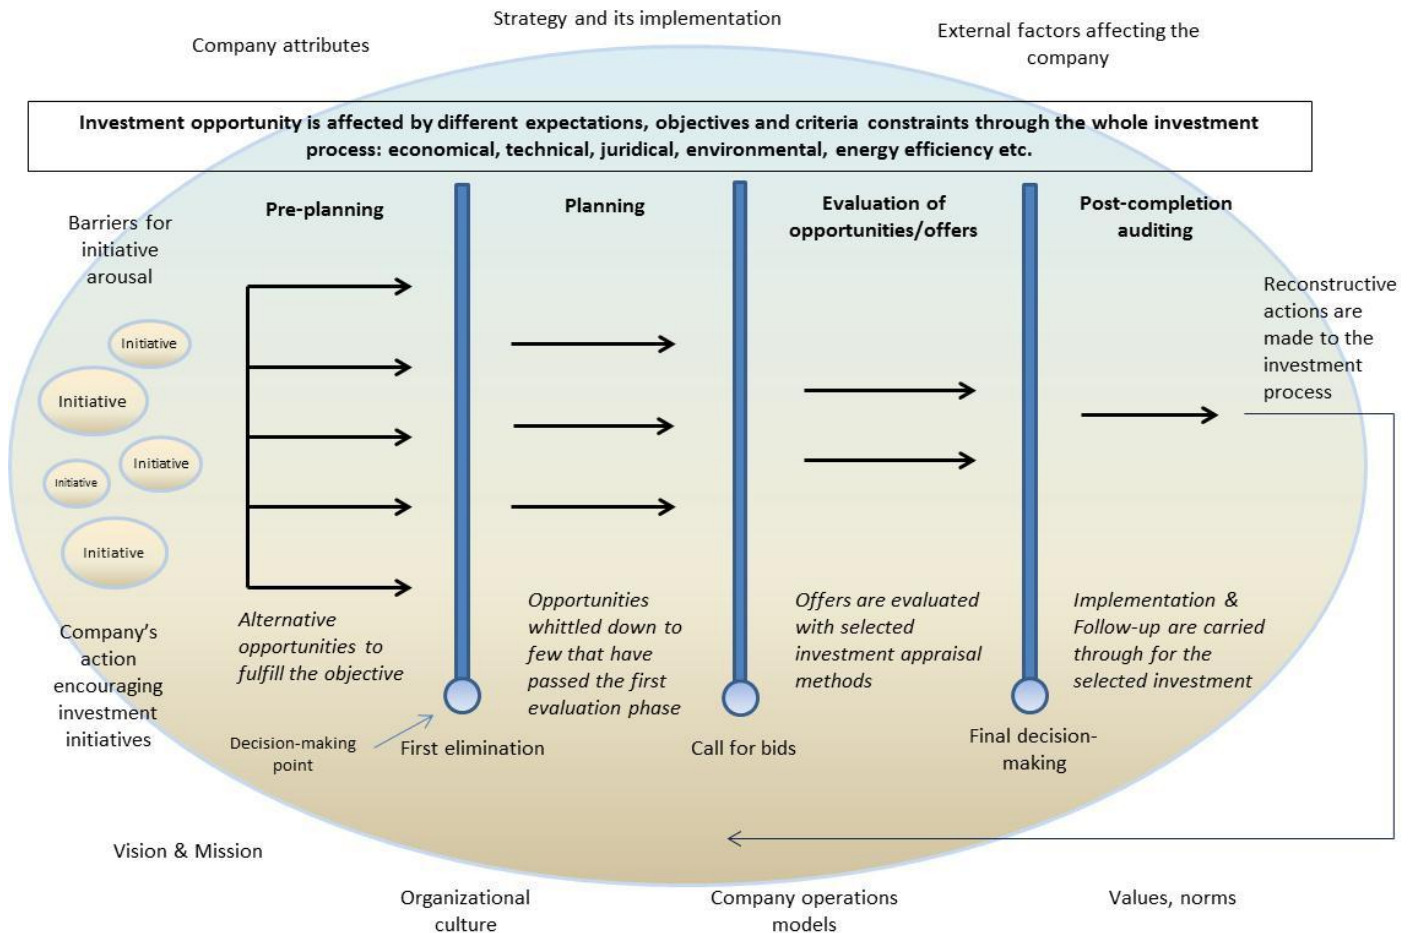 Strategy and its implementation
Company attributes
External factors affecting the
company
Investment opportunity is affected by different expectations, objectives and criteria constraints through the whole investment
process: economical, technical, juridical, environmental, energy efficiency etc.
Barriers for
initiative
arousal
Pre-planning
Planning
Evaluation of
opportunities/offers
Post-completion
auditing
Reconstructive
actions are
made to the
investment
process
Initiative
Initiative
Initiative
Initiative
Initiative
Company's
action
encouraging
investment
initiatives
Alternative
opportunities to
fulfill the objective
Opportunities
whittled down to
few that have
passed the first
evaluation phase
Offers are evaluated
with selected
investment appraisal
methods
Implementation &
Follow-up are carried
through for the
selected investment
Decision-making
point
First elimination
Call for bids
Final decision-
making
Vision & Mission
Organizational
culture
Company operations
models
Values, norms